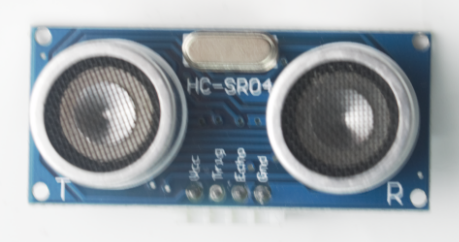 HC-SR04
Vcc
Trig
Echo
Gnd
T
R